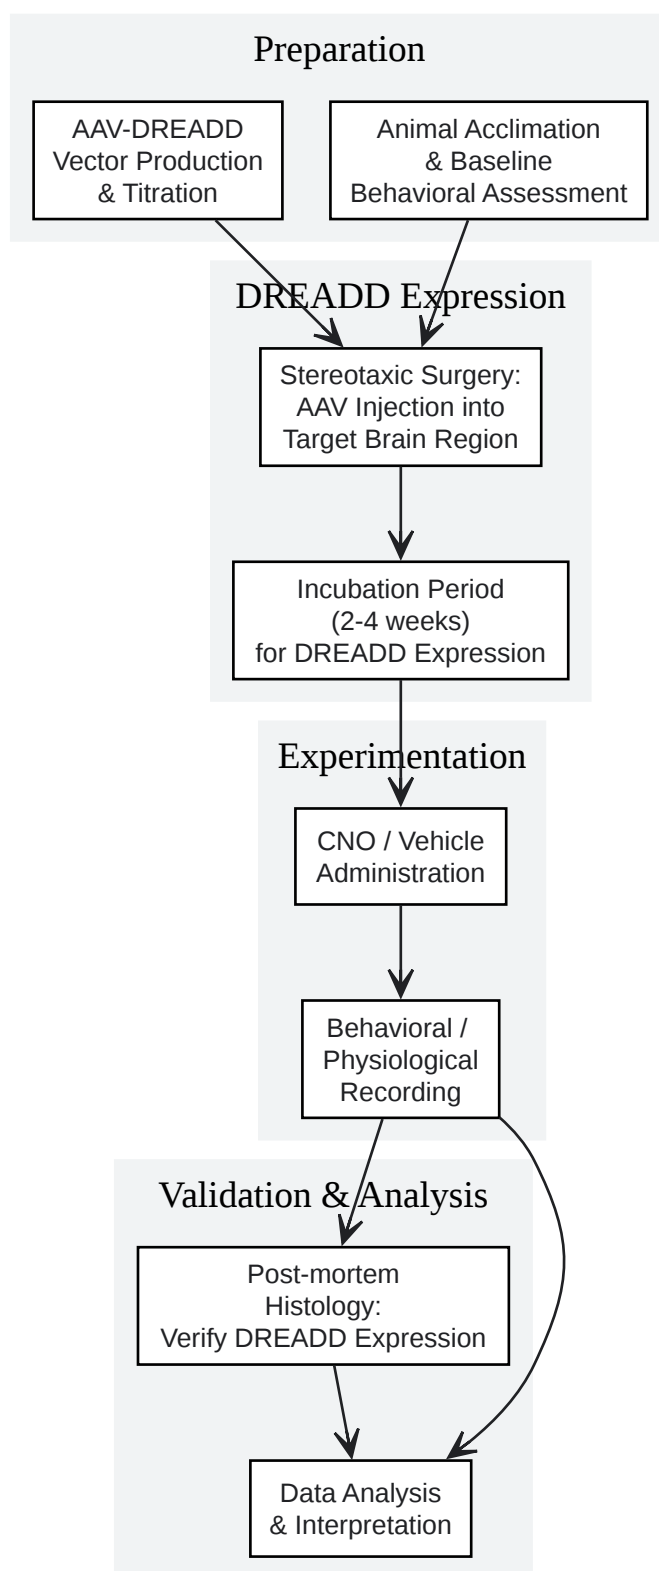 Preparation
AAV-DREADD
Vector Production
& Titration
Animal Acclimation
& Baseline
Behavioral Assessment
DREADD Expression
Stereotaxic Surgery:
AAV Injection into
Target Brain Region
Incubation Period
(2-4 weeks)
for DREADD Expression
Experimentation
CNO / Vehicle
Administration
Behavioral /
Physiological
Recording
Validation & Analysis
Post-mortem
Histology:
Verify DREADD Expression
Data Analysis
& Interpretation